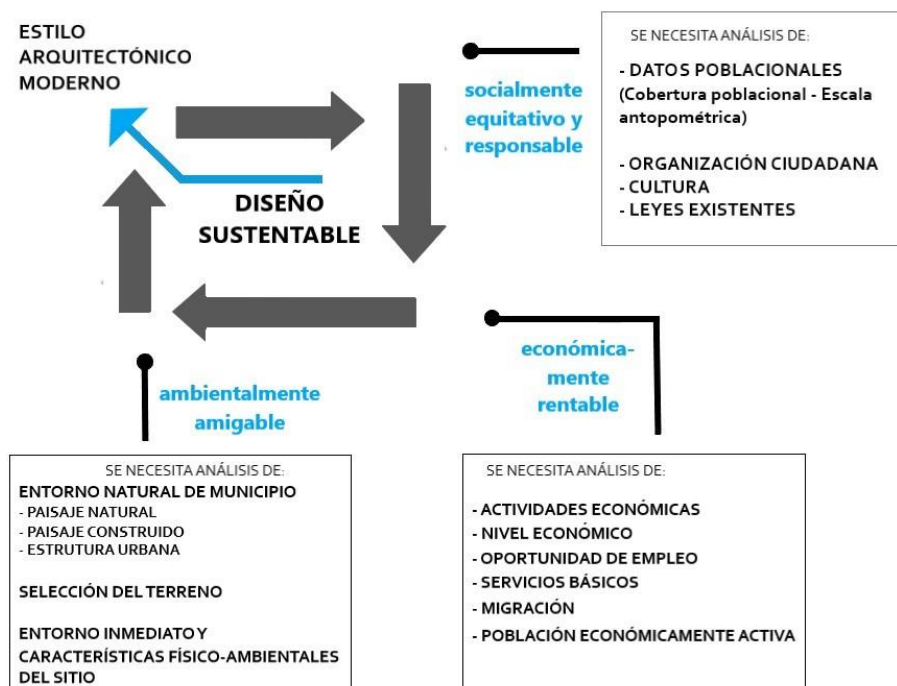 ESTILO
ARQUITECTÓNICO
MODERNO
DISEÑO
SUSTENTABLE
socialmente
equitativo y
responsable
SE NECESITA ANÁLISIS DE:
- DATOS POBLACIONALES
(Cobertura poblacional - Escala
antopométrica)
- ORGANIZACIÓN CIUDADANA
- CULTURA
- LEYES EXISTENTES
económica-
mente
rentable
SE NECESITA ANÁLISIS DE:
- ACTIVIDADES ECONÓMICAS
- NIVEL ECONÓMICO
- OPORTUNIDAD DE EMPLEO
- SERVICIOS BÁSICOS
- MIGRACIÓN
- POBLACIÓN ECONÓMICAMENTE ACTIVA
ambientalmente
amigable
SE NECESITA ANÁLISIS DE:
ENTORNO NATURAL DE MUNICIPIO
- PAISAJE NATURAL
- PAISAJE CONSTRUIDO
- ESTRUTURA URBANA
SELECCIÓN DEL TERRENO
ENTORNO INMEDIATO Y
CARACTERÍSTICAS FÍSICO-AMBIENTALES
DEL SITIO